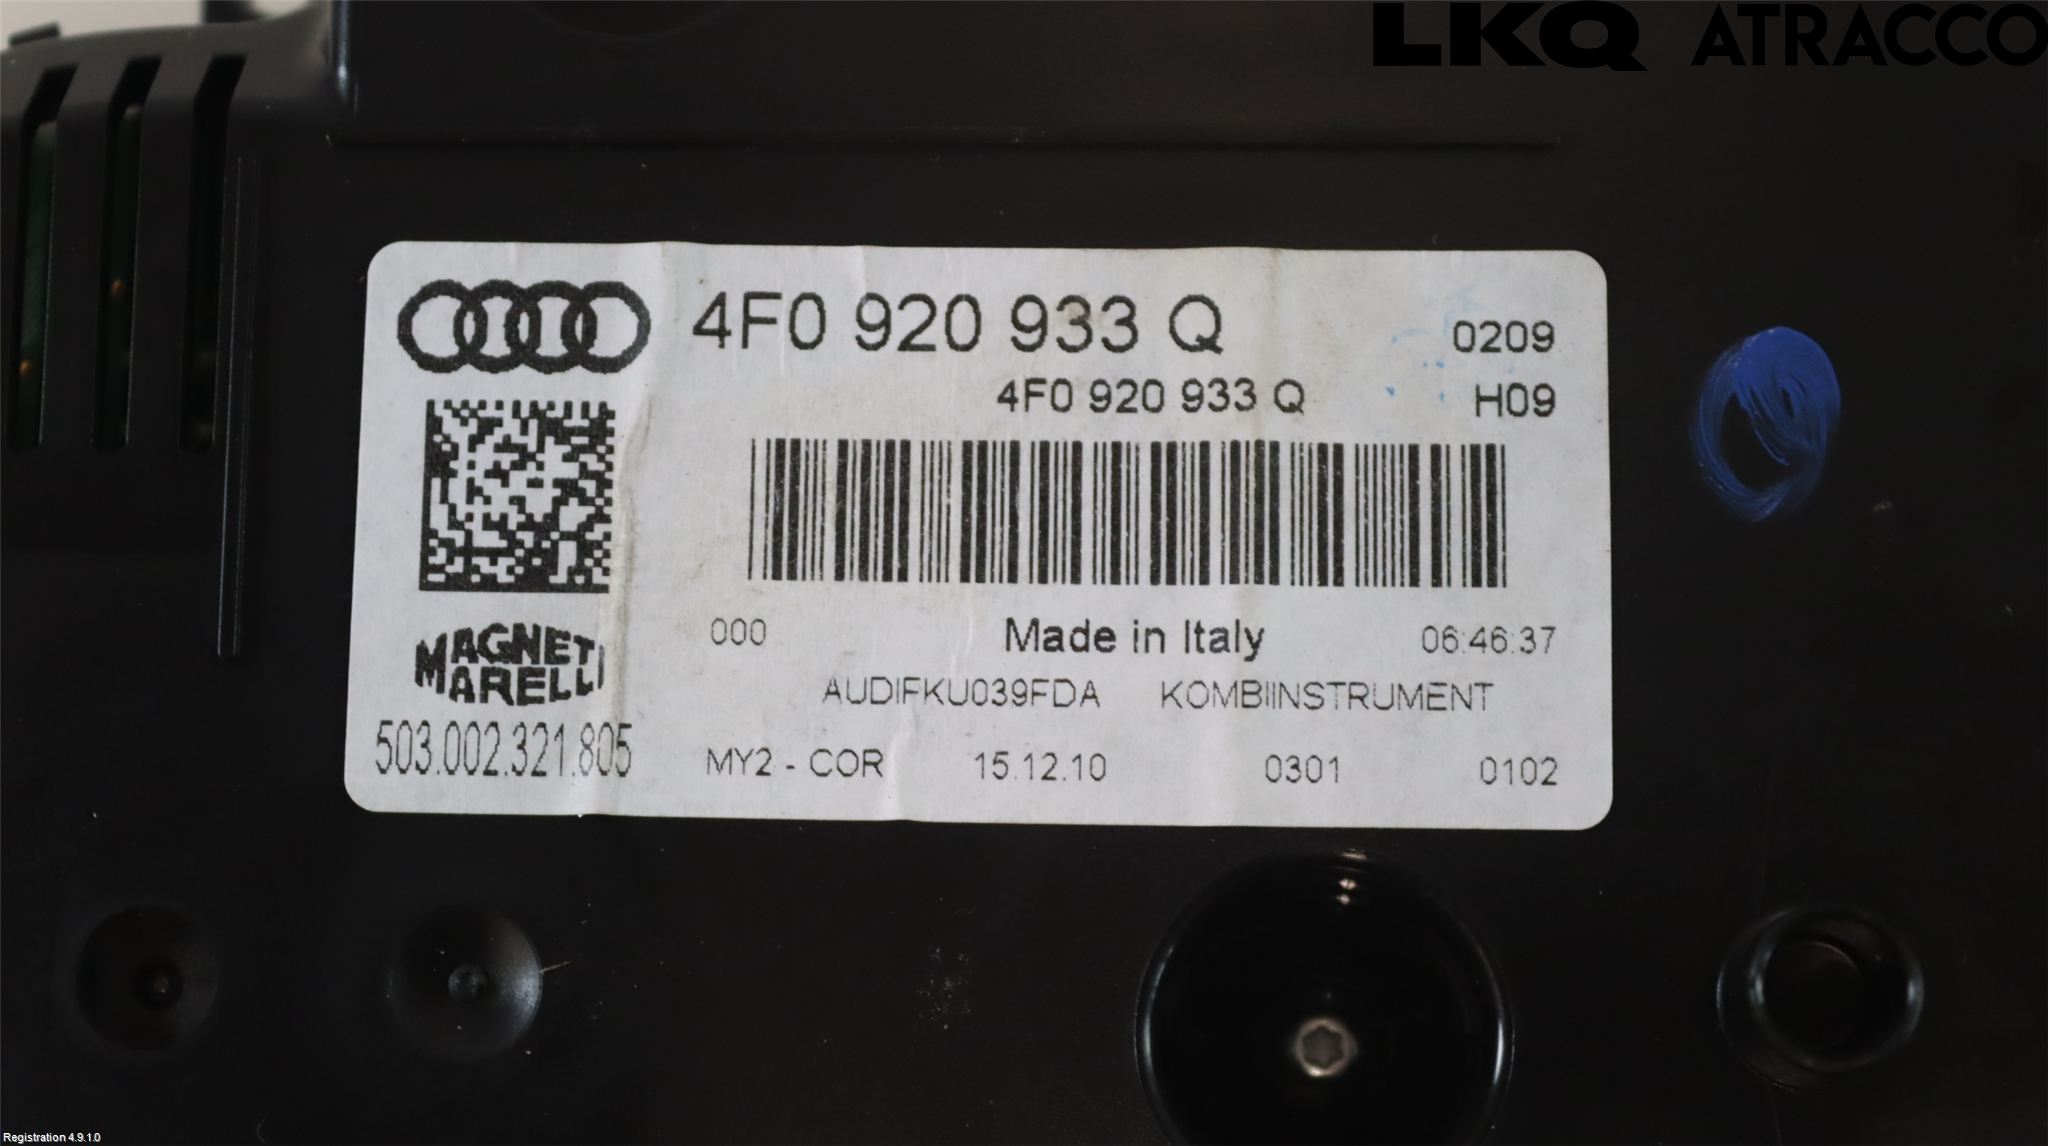 LKQ ATRACCO
4F0 920 933 Q 0209
4F0 920 933 Q H09
000 Made in Italy 06:46:37
MAGNETI
MARELLI
AUDIFKU039FDA KOMBIINSTRUMENT
503.002.321.805 MY2 - COR 15.12.10 0301 0102
Registration 4.9.1.0